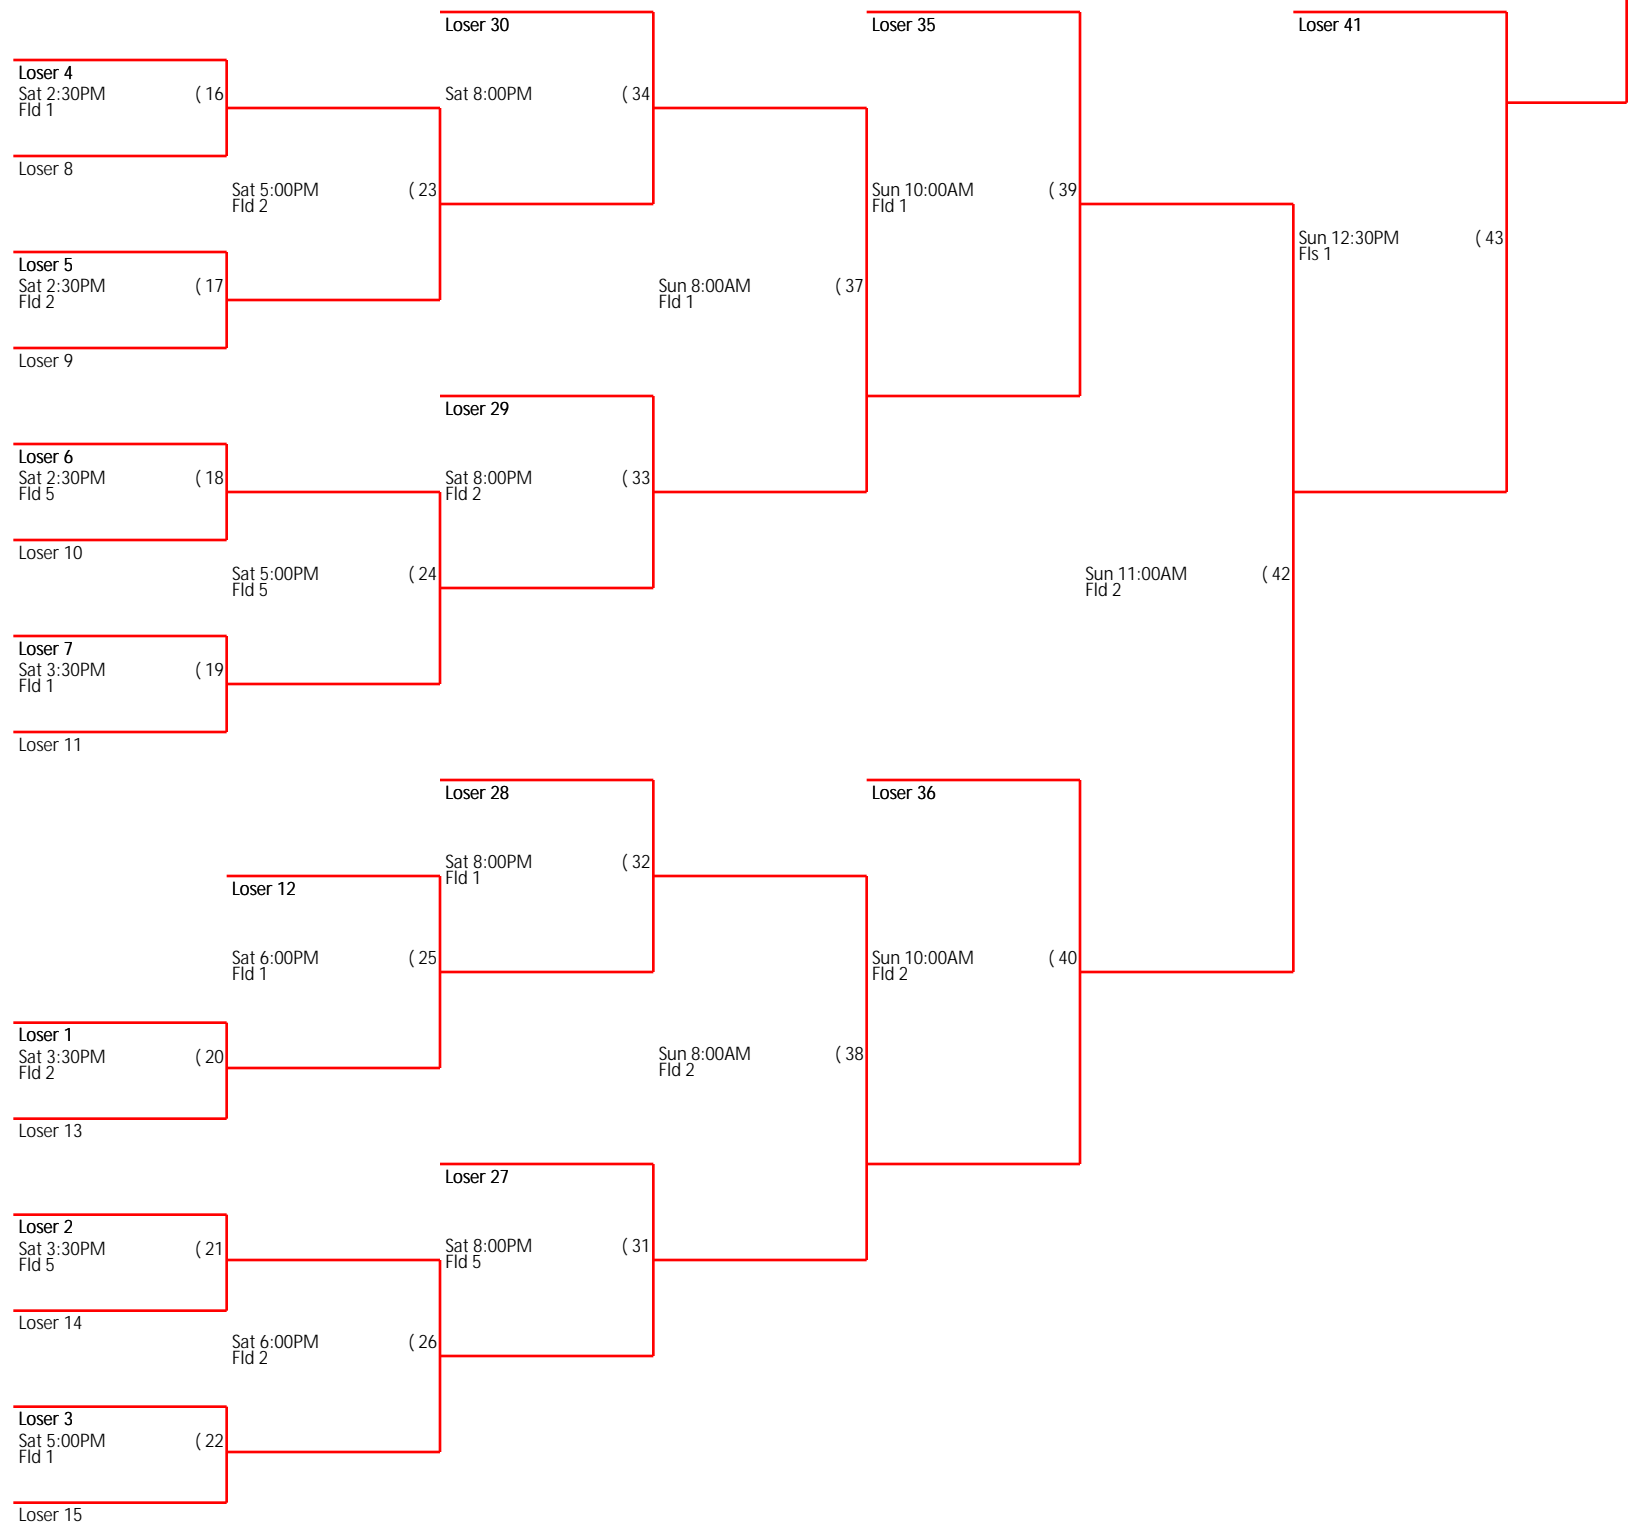 Loser 30
Loser 35
Loser 41
Loser 4
Sat 2:30PM ( 16
Fld 1
Sat 8:00PM ( 34
Loser 8
Sat 5:00PM ( 23
Fld 2
Sun 10:00AM ( 39
Fld 1
Sun 12:30PM ( 43
Fls 1
Loser 5
Sat 2:30PM ( 17
Fld 2
Sun 8:00AM ( 37
Fld 1
Loser 9
Loser 29
Loser 6
Sat 2:30PM ( 18
Fld 5
Sat 8:00PM ( 33
Fld 2
Loser 10
Sat 5:00PM ( 24
Fld 5
Sun 11:00AM ( 42
Fld 2
Loser 7
Sat 3:30PM ( 19
Fld 1
Loser 11
Loser 28
Loser 36
Sat 8:00PM ( 32
Fld 1
Loser 12
Sat 6:00PM ( 25
Fld 1
Sun 10:00AM ( 40
Fld 2
Loser 1
Sat 3:30PM ( 20
Fld 2
Sun 8:00AM ( 38
Fld 2
Loser 13
Loser 27
Loser 2
Sat 3:30PM ( 21
Fld 5
Sat 8:00PM ( 31
Fld 5
Loser 14
Sat 6:00PM ( 26
Fld 2
Loser 3
Sat 5:00PM ( 22
Fld 1
Loser 15